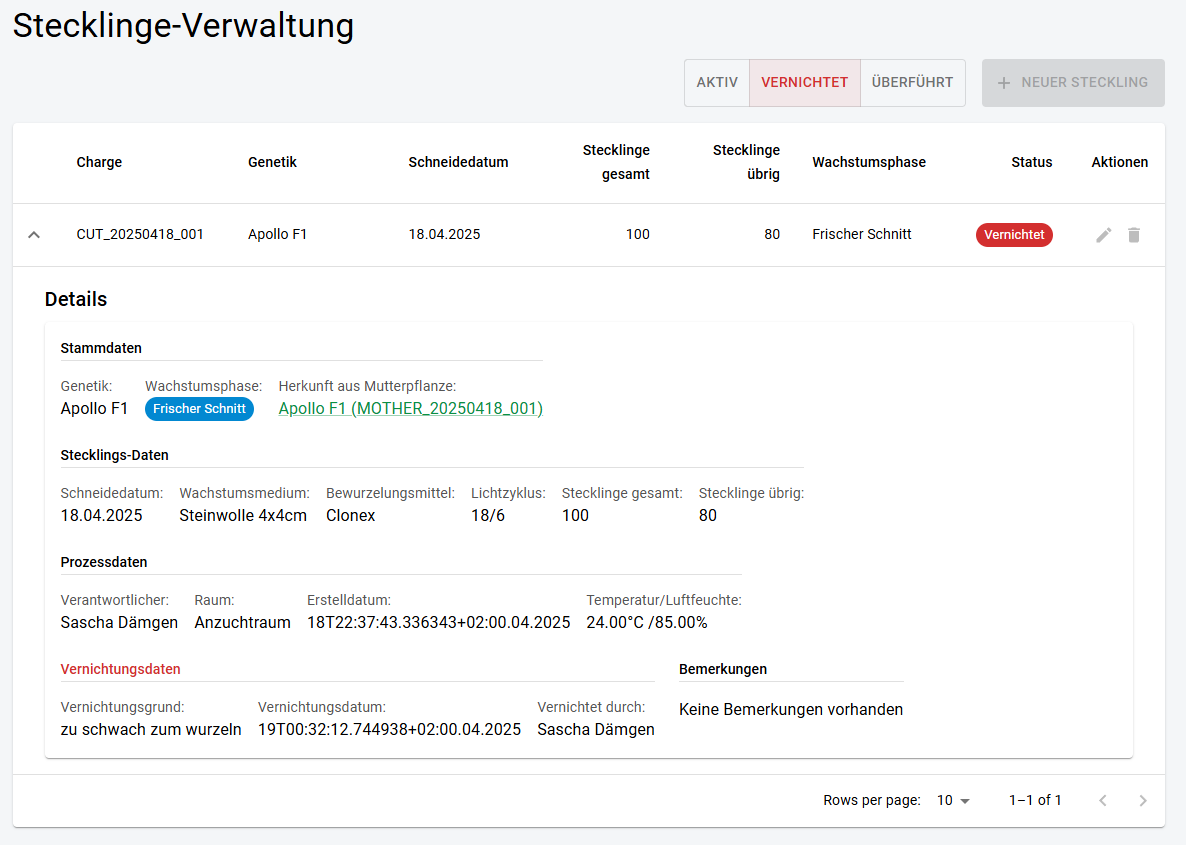 Stecklinge-Verwaltung
AKTIV VERNICHTET ÜBERFÜHRT + NEUER STECKLING
Charge Genetik Schneidedatum Stecklinge gesamt Stecklinge übrig Wachstumsphase Status Aktionen
CUT_20250418_001 Apollo F1 18.04.2025 100 80 Frischer Schnitt Vernichtet
Details
Stammdaten
Genetik: Wachstumsphase: Herkunft aus Mutterpflanze:
Apollo F1 Frischer Schnitt Apollo F1 (MOTHER_20250418_001)
Stecklings-Daten
Schneidedatum: Wachstumsmedium: Bewurzelungsmittel: Lichtzyklus: Stecklinge gesamt: Stecklinge übrig:
18.04.2025 Steinwolle 4x4cm Clonex 18/6 100 80
Prozessdaten
Verantwortlicher: Raum: Erstelldatum: Temperatur/Luftfeuchte:
Sascha Dämgen Anzuchtraum 18T22:37:43.336343+02:00.04.2025 24.00°C /85.00%
Vernichtungsdaten Bemerkungen
Vernichtungsgrund: Vernichtungsdatum: Vernichtet durch:
zu schwach zum wurzeln 19T00:32:12.744938+02:00.04.2025 Sascha Dämgen Keine Bemerkungen vorhanden
Rows per page: 10 1–1 of 1